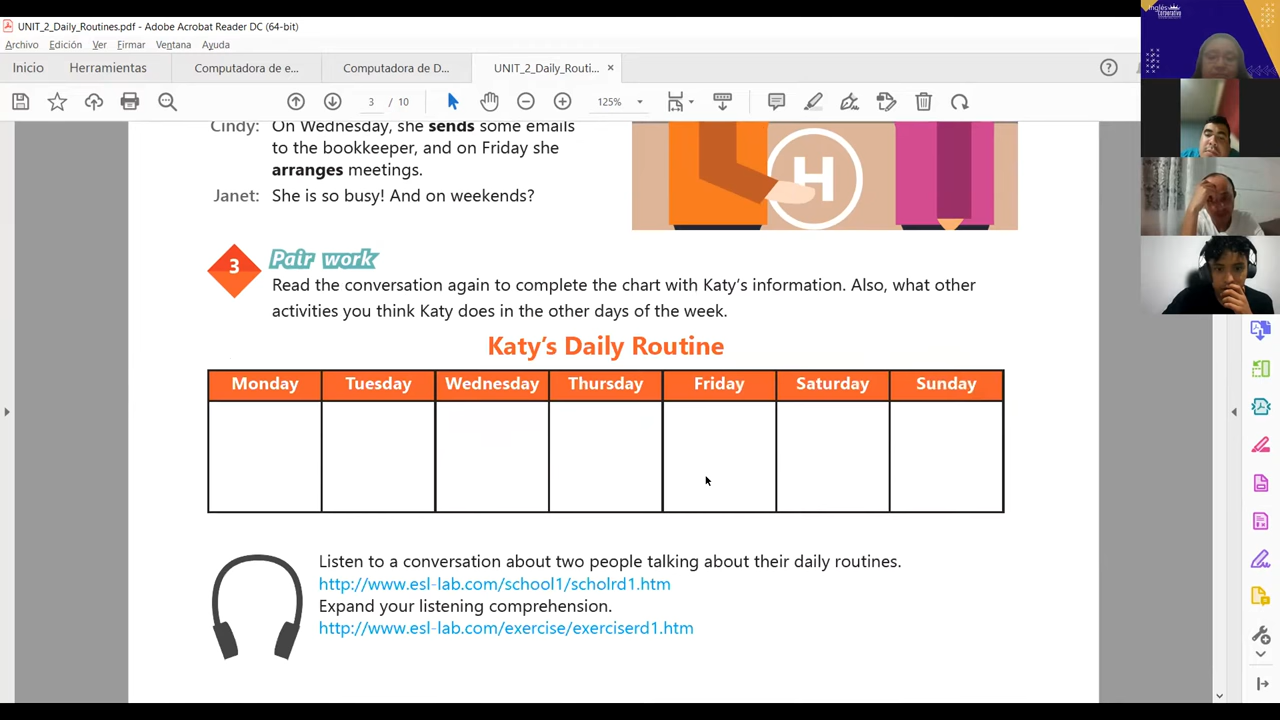 UNIT_2_Daily_Routines.pdf - Adobe Acrobat Reader DC (64-bit)
Archivo Edición Ver Firmar Ventana Ayuda
Inicio Herramientas Computadora de e... Computadora de D... UNIT_2_Daily_Routi... ×
3 / 10 125%
Cindy: On Wednesday, she sends some emails
to the bookkeeper, and on Friday she
arranges meetings.
Janet: She is so busy! And on weekends?
H
3 Pair work
Read the conversation again to complete the chart with Katy's information. Also, what other
activities you think Katy does in the other days of the week.
Katy's Daily Routine
Monday Tuesday Wednesday Thursday Friday Saturday Sunday
Listen to a conversation about two people talking about their daily routines.
http://www.esl-lab.com/school1/scholrd1.htm
Expand your listening comprehension.
http://www.esl-lab.com/exercise/exerciserd1.htm
Inglés
Corporativo